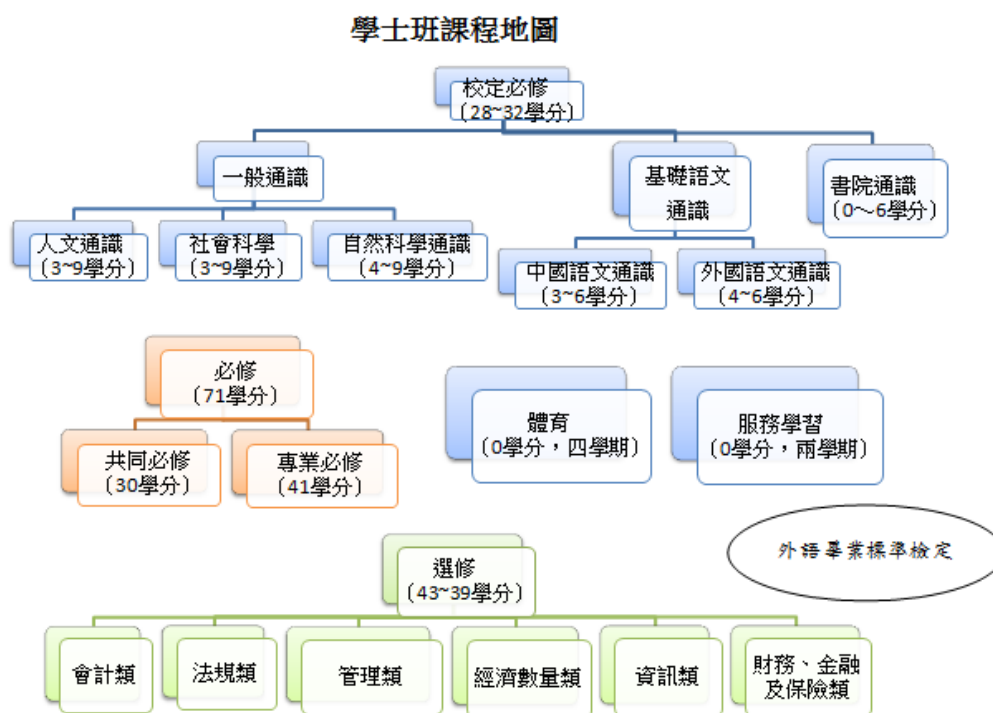 學士班課程地圖
校定必修
（28~32學分）
一般通識
基礎語文
通識
書院通識
（0～6學分）
人文通識
（3~9學分）
社會科學
（3~9學分）
自然科學通識
（4~9學分）
中國語文通識
（3~6學分）
外國語文通識
（4~6學分）
必修
（71學分）
共同必修
（30學分）
專業必修
（41學分）
體育
（0學分，四學期）
服務學習
（0學分，兩學期）
外語畢業標準檢定
選修
（43~39學分）
會計類
法規類
管理類
經濟數量類
資訊類
財務、金融
及保險類